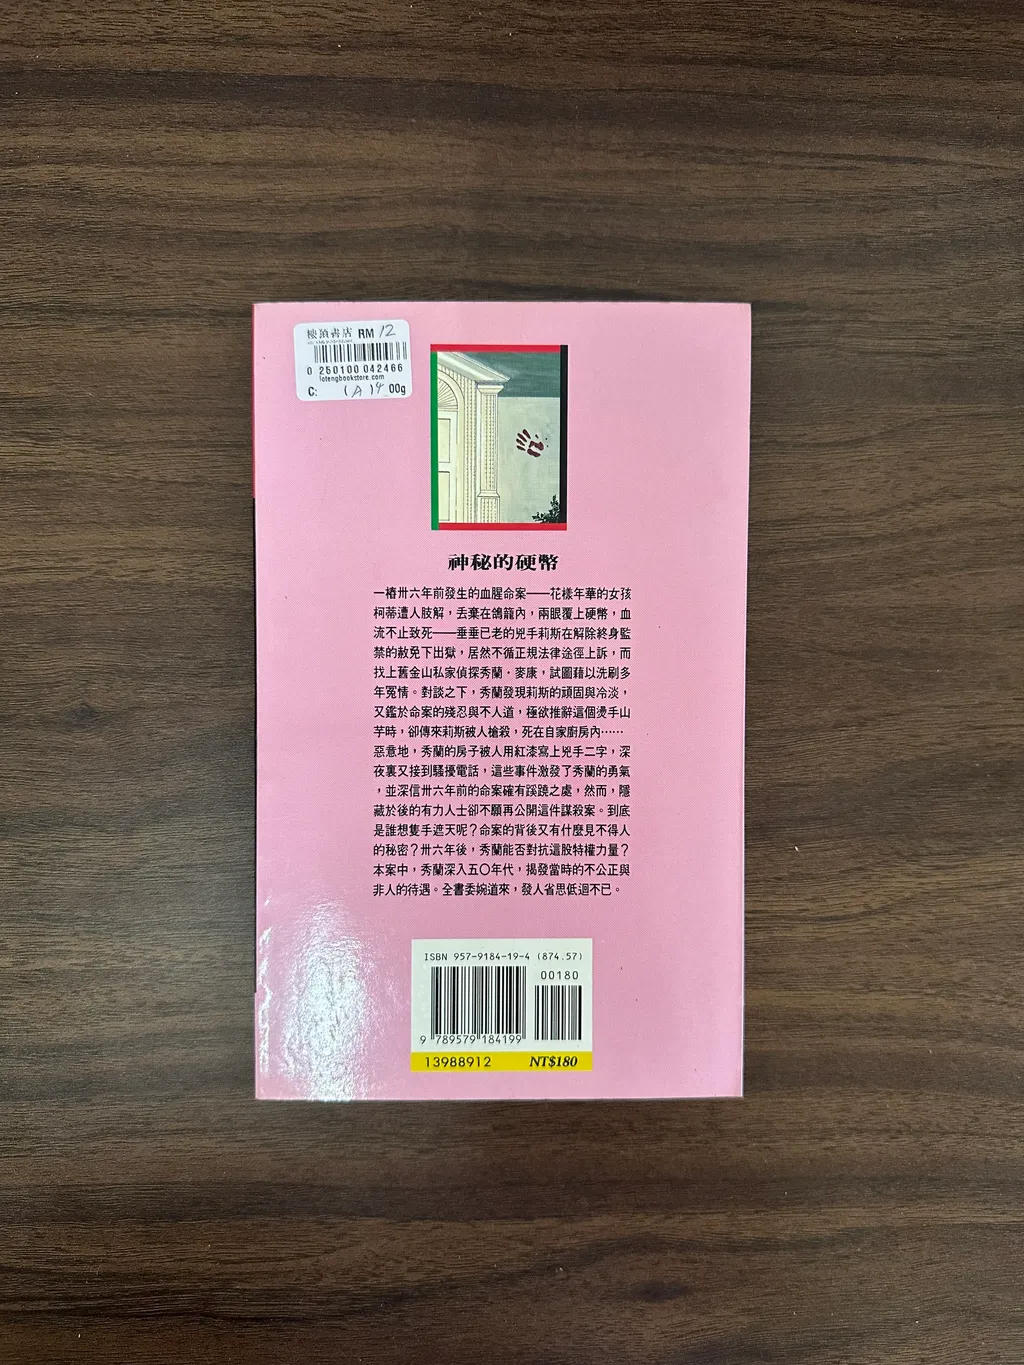 樓頂書店 RM 12
0 250100 042466
lotengbookstore.com
C: (A)4 00g
神秘的硬幣
一樁卅六年前發生的血腥命案——花樣年華的女孩
柯蒂遭人肢解，丟棄在鴿籠內，兩眼覆上硬幣，血
流不止致死——垂垂已老的兇手莉斯在解除終身監
禁的赦免下出獄，居然不循正規法律途徑上訴，而
找上舊金山私家偵探秀蘭・麥康，試圖藉以洗刷多
年冤情。對談之下，秀蘭發現莉斯的頑固與冷淡，
又鑑於命案的殘忍與不人道，極欲推辭這個燙手山
芋時，卻傳來莉斯被人槍殺，死在自家廚房內……
惡意地，秀蘭的房子被人用紅漆寫上兇手二字，深
夜裏又接到騷擾電話，這些事件激發了秀蘭的勇氣
，並深信卅六年前的命案確有蹊蹺之處，然而，隱
藏於後的有力人士卻不願再公開這件謀殺案。到底
是誰想隻手遮天呢？命案的背後又有什麼見不得人
的秘密？卅六年後，秀蘭能否對抗這股特權力量？
本案中，秀蘭深入五〇年代，揭發當時的不公正與
非人的待遇。全書委婉道來，發人省思低迴不已。
ISBN 957-9184-19-4 (874.57)
00180
9 789579 184199
13988912 NT$180